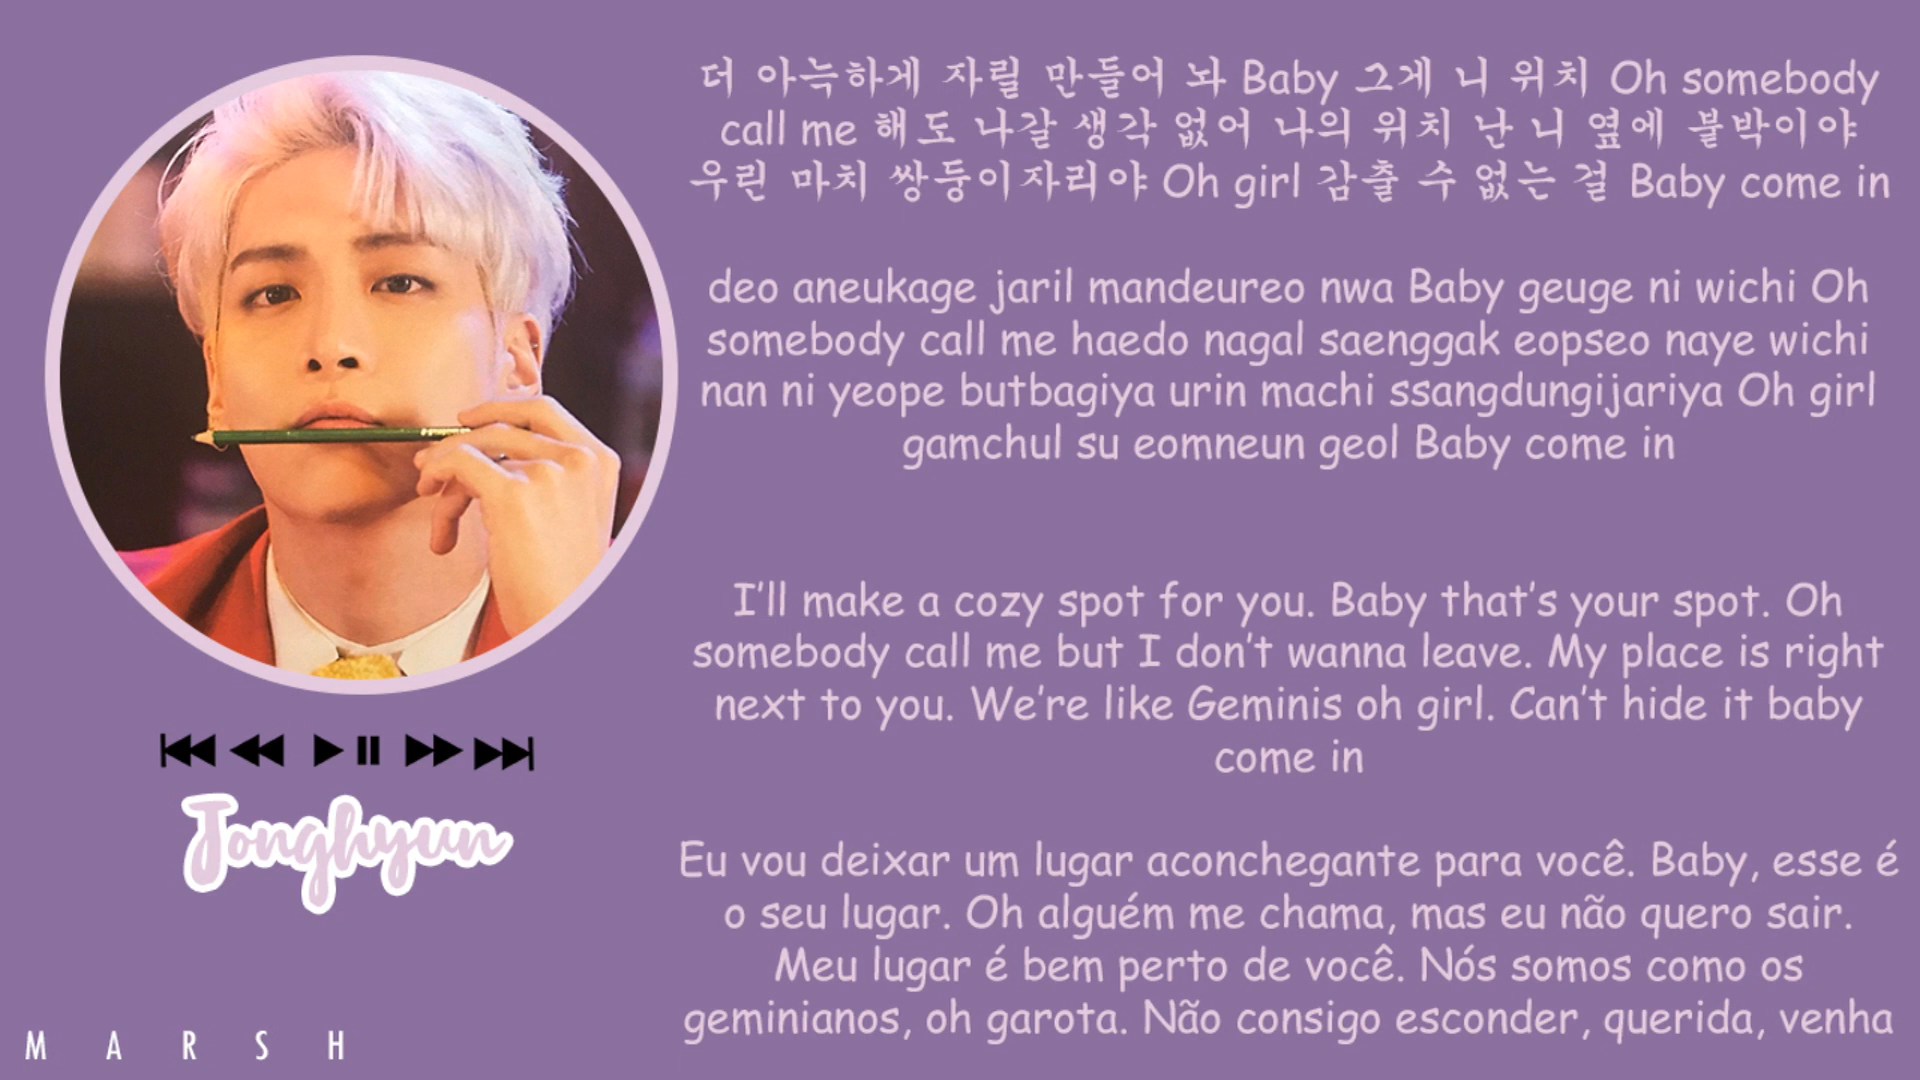 더 아늑하게 자릴 만들어 놔 Baby 그게 니 위치 Oh somebody
call me 해도 나갈 생각 없어 나의 위치 난 니 옆에 붙박이야
우린 마치 쌍둥이자리야 Oh girl 감출 수 없는 걸 Baby come in
deo aneukage jaril mandeureo nwa Baby geuge ni wichi Oh
somebody call me haedo nagal saenggak eopseo naye wichi
nan ni yeope butbagiya urin machi ssangdungijariya Oh girl
gamchul su eomneun geol Baby come in
I'll make a cozy spot for you. Baby that's your spot. Oh
somebody call me but I don't wanna leave. My place is right
next to you. We're like Geminis oh girl. Can't hide it baby
come in
Eu vou deixar um lugar aconchegante para você. Baby, esse é
o seu lugar. Oh alguém me chama, mas eu não quero sair.
Meu lugar é bem perto de você. Nós somos como os
geminianos, oh garota. Não consigo esconder, querida, venha
Jonghyun
MARSH